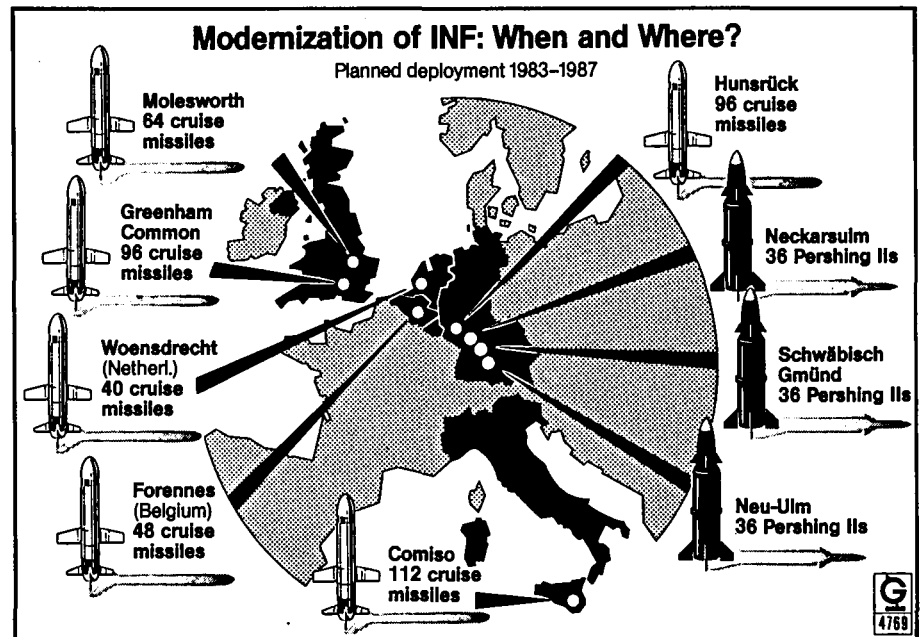 Modernization of INF: When and Where?
Planned deployment 1983–1987
Molesworth
64 cruise
missiles
Greenham
Common
96 cruise
missiles
Woensdrecht
(Netherl.)
40 cruise
missiles
Forennes
(Belgium)
48 cruise
missiles
Comiso
112 cruise
missiles
Hunsrück
96 cruise
missiles
Neckarsulm
36 Pershing IIs
Schwäbisch
Gmünd
36 Pershing IIs
Neu-Ulm
36 Pershing IIs
G
4769